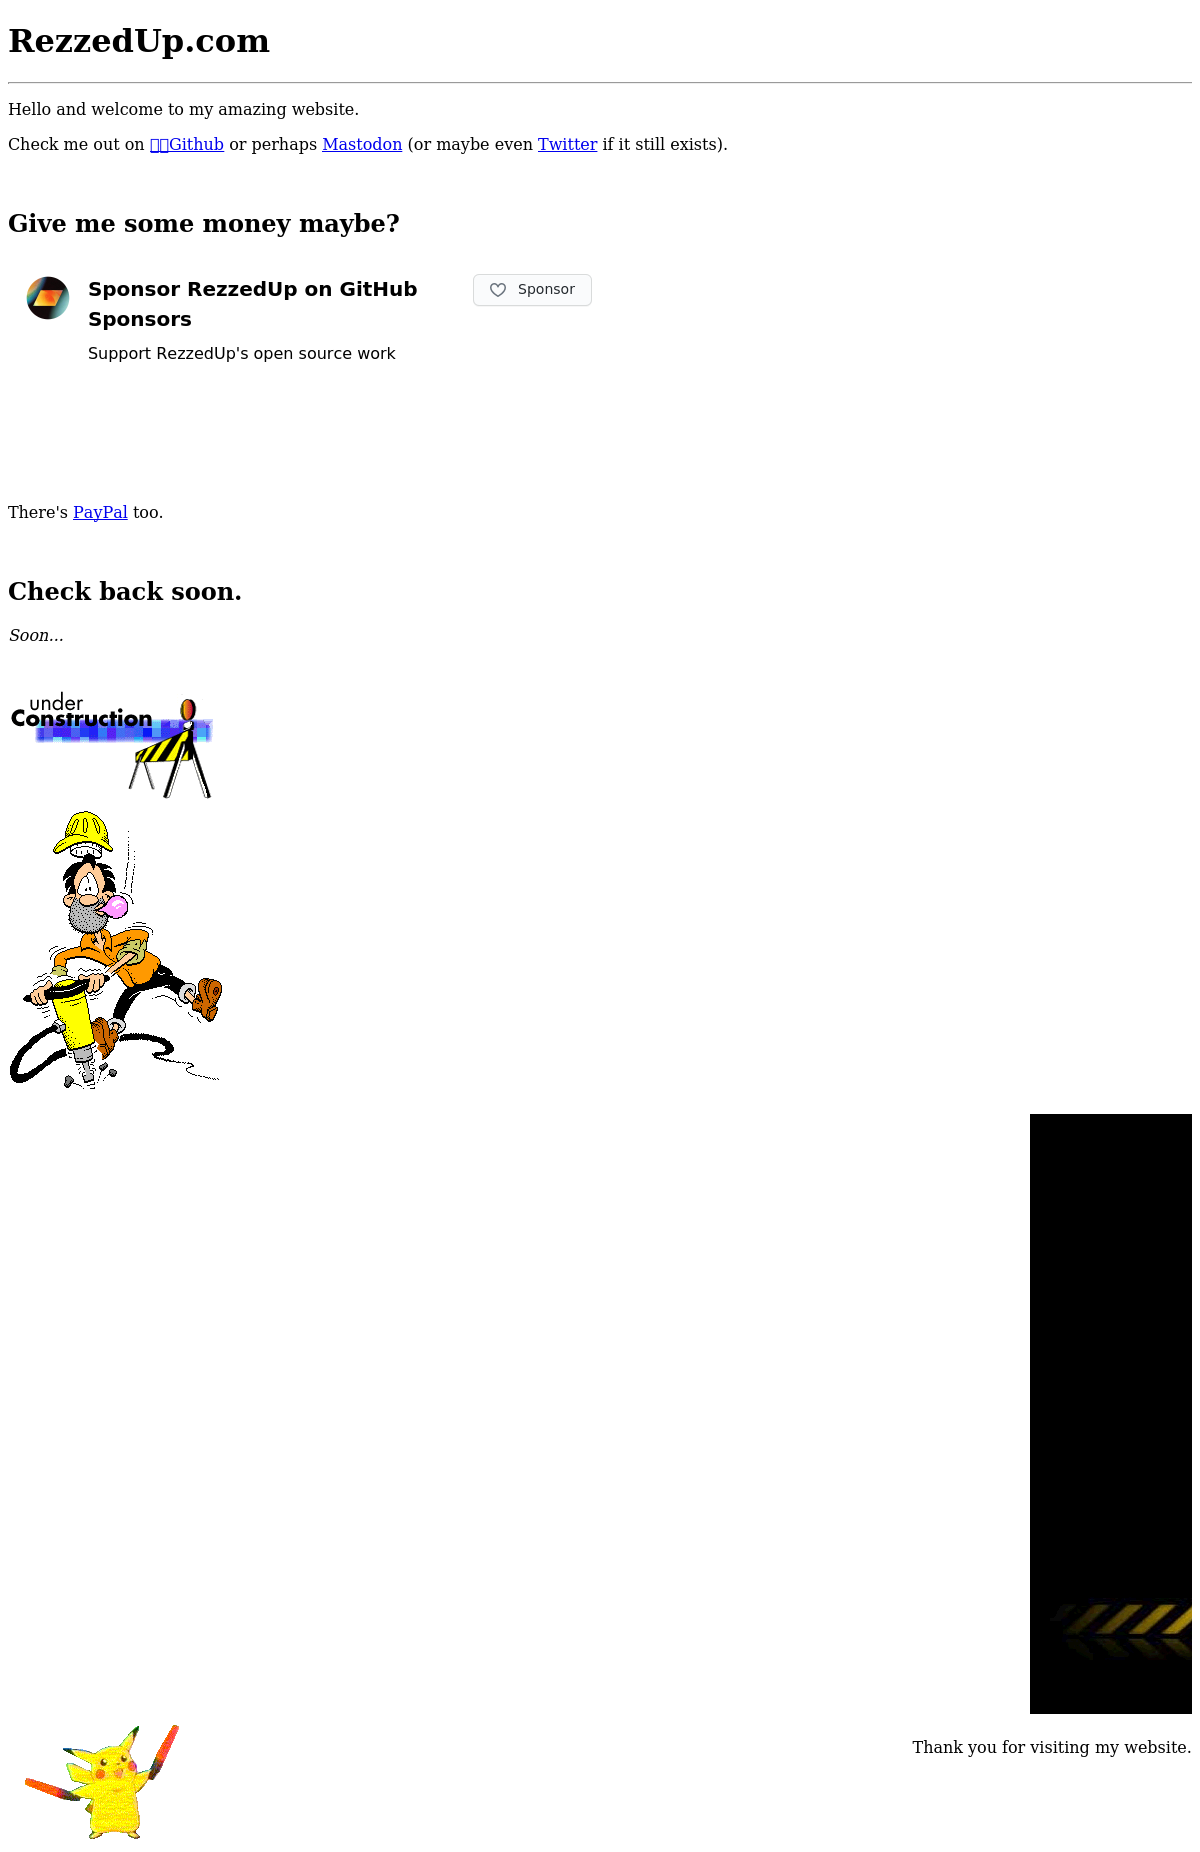 RezzedUp.com
Hello and welcome to my amazing website.
Check me out on Github or perhaps Mastodon (or maybe even Twitter if it still exists).
Give me some money maybe?
Sponsor RezzedUp on GitHub
Sponsors
Sponsor
Support RezzedUp's open source work
There's PayPal too.
Check back soon.
Soon...
under
Construction
Thank you for visiting my website.